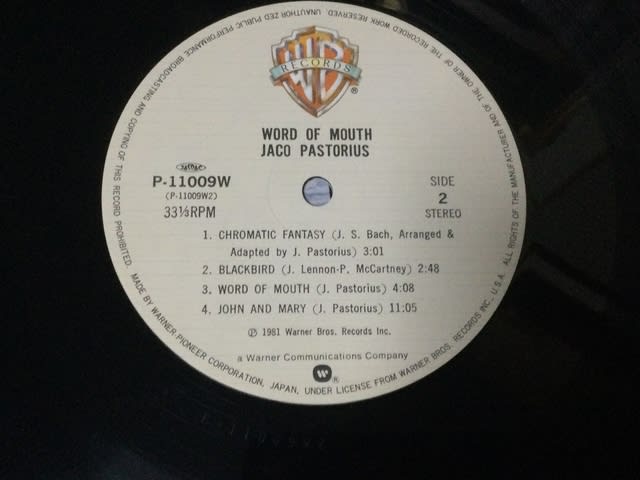 WB
RECORDS
®
WORD OF MOUTH
JACO PASTORIUS
P-11009W
(P-11009W2)
33⅓RPM
SIDE
2
STEREO
1. CHROMATIC FANTASY (J. S. Bach, Arranged &
Adapted by J. Pastorius) 3:01
2. BLACKBIRD (J. Lennon-P. McCartney) 2:48
3. WORD OF MOUTH (J. Pastorius) 4:08
4. JOHN AND MARY (J. Pastorius) 11:05
℗ 1981 Warner Bros. Records Inc.
a Warner Communications Company
®
MADE BY WARNER-PIONEER CORPORATION, JAPAN, UNDER LICENSE FROM WARNER BROS. RECORDS INC., U.S.A. ALL RIGHTS OF THE MANUFACTURER AND OF THE OWNER OF THE RECORDED WORK RESERVED. UNAUTHORIZED PUBLIC PERFORMANCE BROADCASTING AND COPYING OF THIS RECORD PROHIBITED.